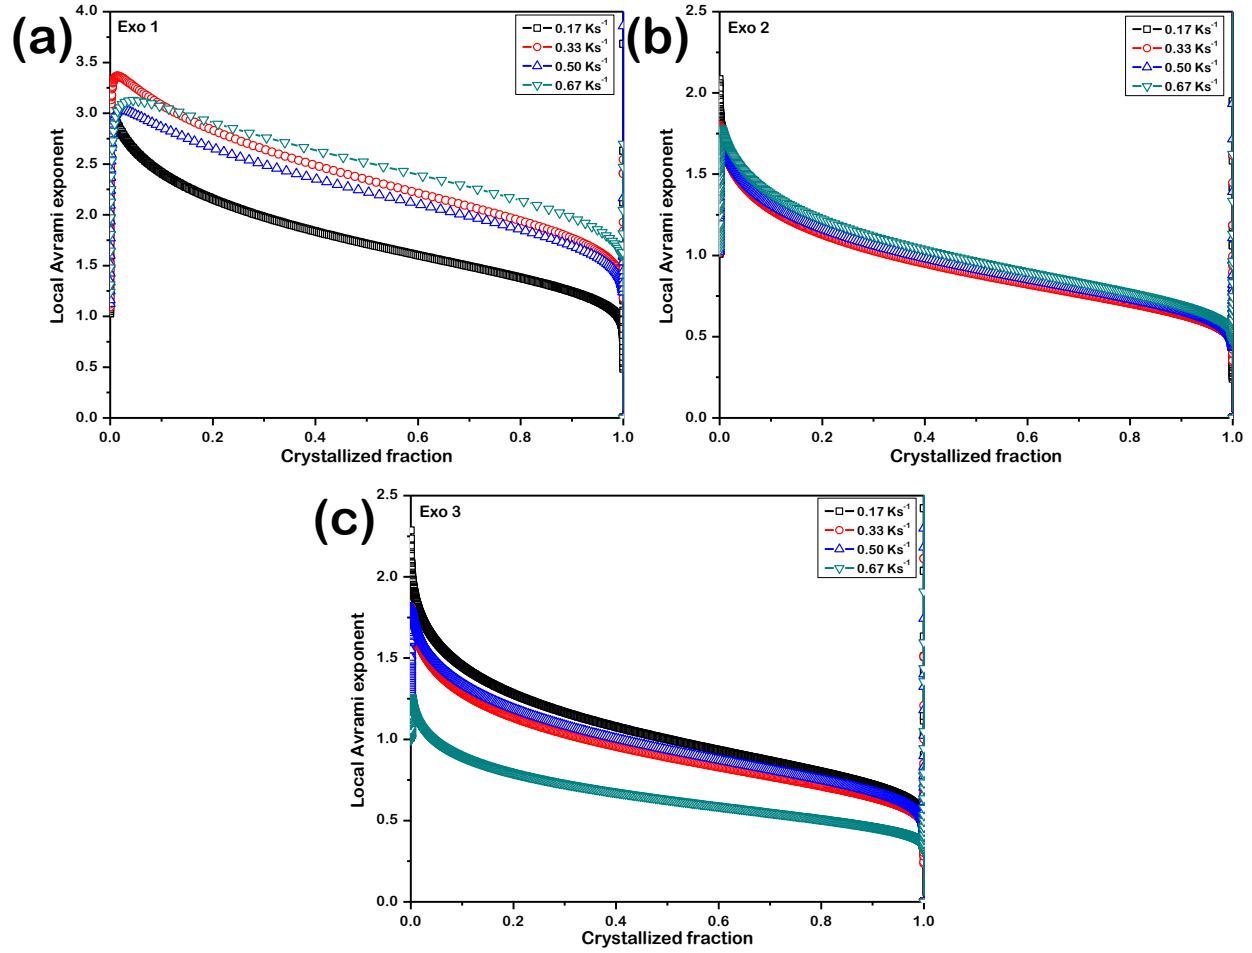 (a)
Exo 1
0.17 Ks⁻¹
0.33 Ks⁻¹
0.50 Ks⁻¹
0.67 Ks⁻¹
4.0
3.5
3.0
2.5
2.0
1.5
1.0
0.5
0.0
Local Avrami exponent
0.0 0.2 0.4 0.6 0.8 1.0
Crystallized fraction
(b)
Exo 2
0.17 Ks⁻¹
0.33 Ks⁻¹
0.50 Ks⁻¹
0.67 Ks⁻¹
2.5
2.0
1.5
1.0
0.5
0.0
Local Avrami exponent
0.0 0.2 0.4 0.6 0.8 1.0
Crystallized fraction
(c)
Exo 3
0.17 Ks⁻¹
0.33 Ks⁻¹
0.50 Ks⁻¹
0.67 Ks⁻¹
2.5
2.0
1.5
1.0
0.5
0.0
Local Avrami exponent
0.0 0.2 0.4 0.6 0.8 1.0
Crystallized fraction